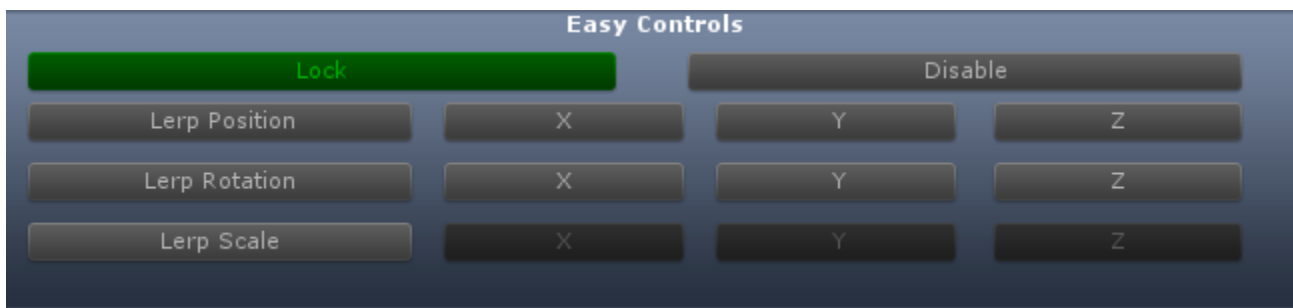 Easy Controls
Lock Disable
Lerp Position X Y Z
Lerp Rotation X Y Z
Lerp Scale X Y Z